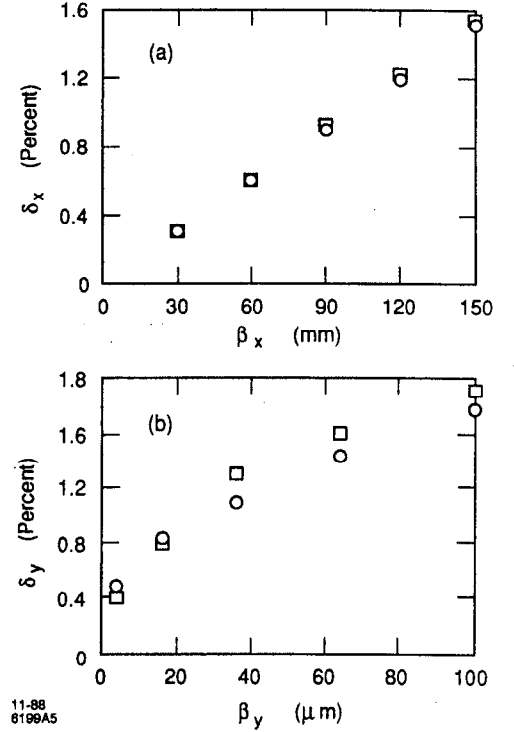 1.6
(a)
1.2
0.8
0.4
0
δx (Percent)
0 30 60 90 120 150
βx (mm)
1.8
(b)
1.6
1.2
0.8
0.4
0
δy (Percent)
0 20 40 60 80 100
βy (μm)
11-88
6199A5